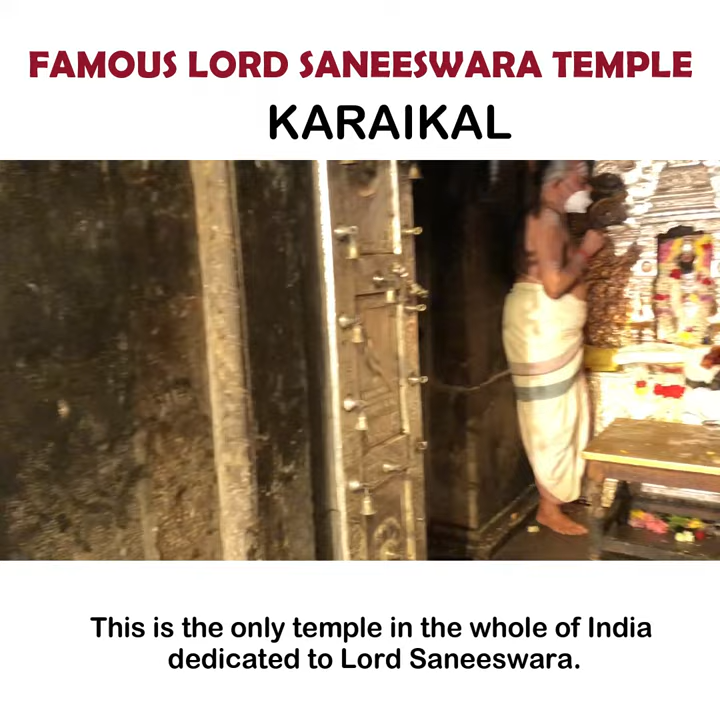 FAMOUS LORD SANEESWARA TEMPLE
KARAIKAL
This is the only temple in the whole of India
dedicated to Lord Saneeswara.